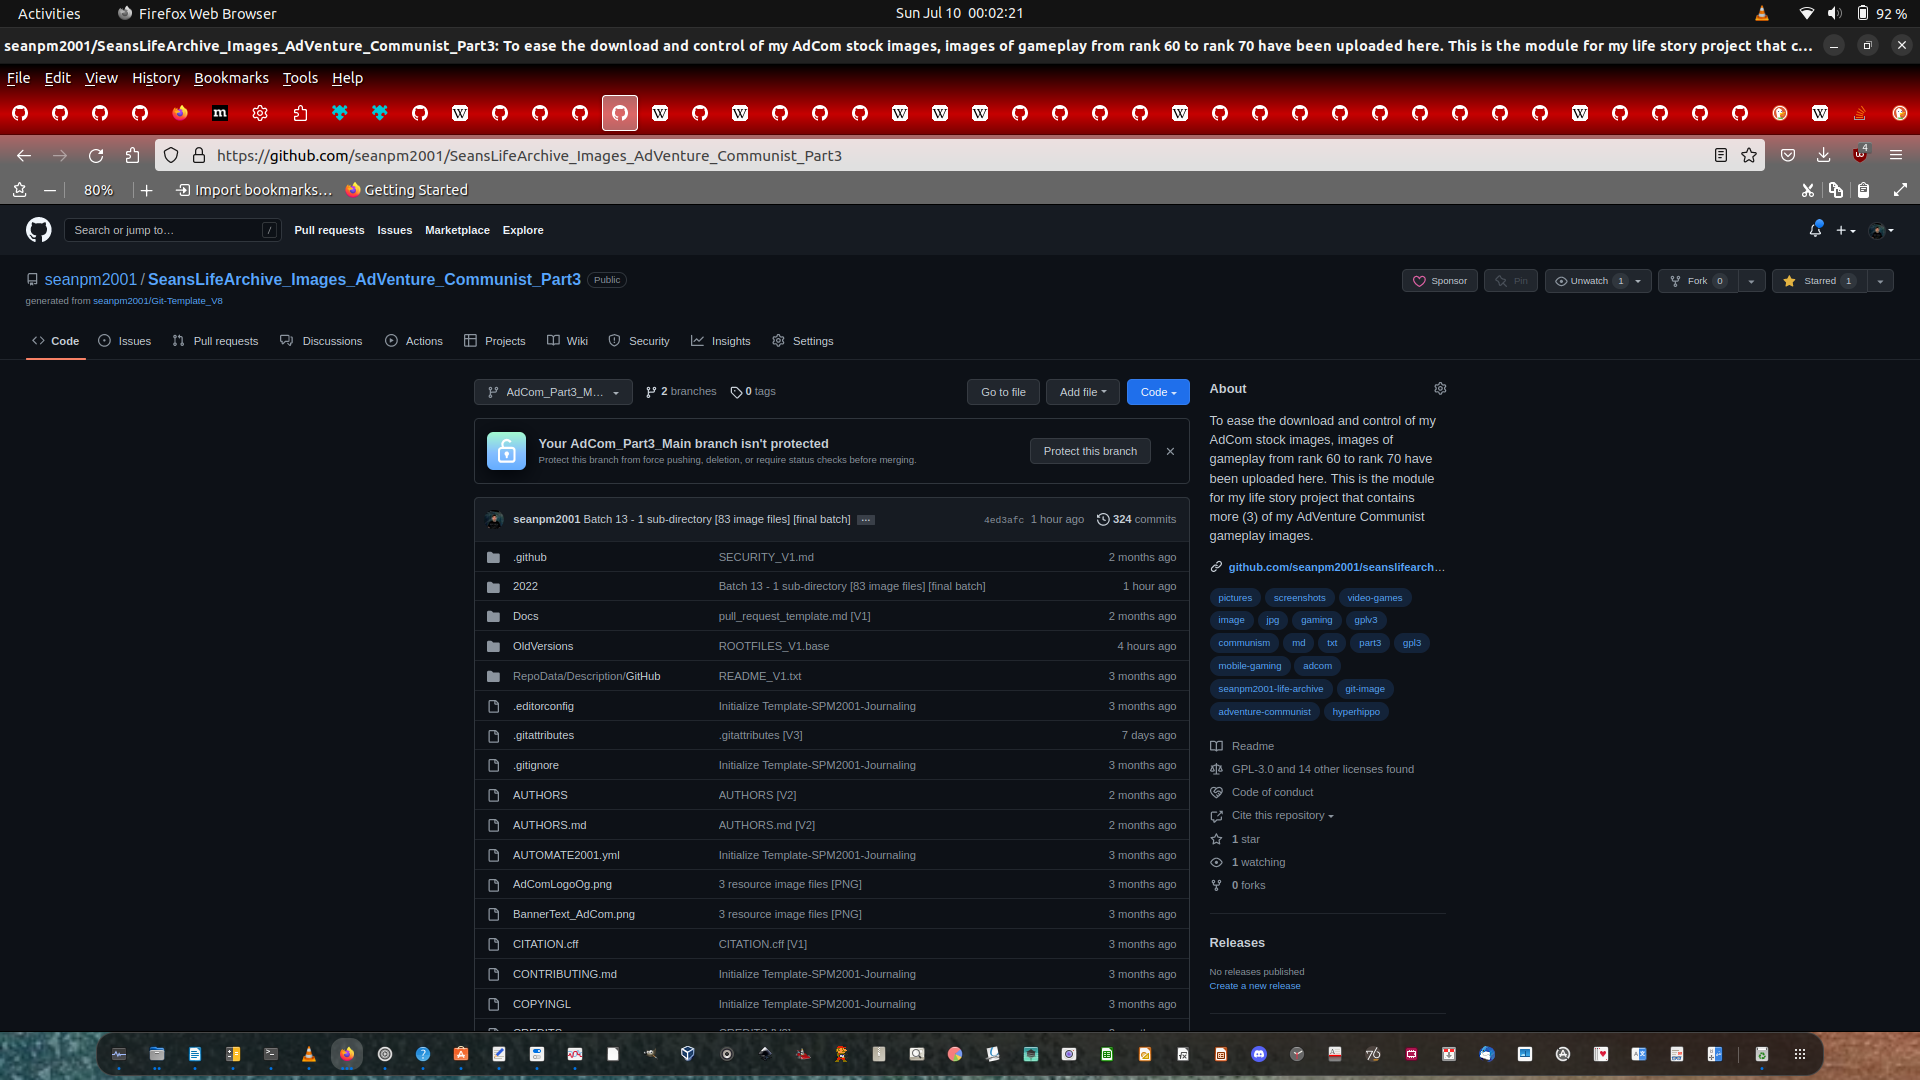 Activities
Firefox Web Browser
Sun Jul 10 00:02:21
92 %
seanpm2001/SeansLifeArchive_Images_AdVenture_Communist_Part3: To ease the download and control of my AdCom stock images, images of gameplay from rank 60 to rank 70 have been uploaded here. This is the module for my life story project that c...
File Edit View History Bookmarks Tools Help
https://github.com/seanpm2001/SeansLifeArchive_Images_AdVenture_Communist_Part3
4
80%
Import bookmarks...
Getting Started
Search or jump to...
/
Pull requests Issues Marketplace Explore
seanpm2001 / SeansLifeArchive_Images_AdVenture_Communist_Part3 Public
generated from seanpm2001/Git-Template_V8
Sponsor
Pin
Unwatch 1
Fork 0
Starred 1
Code
Issues
Pull requests
Discussions
Actions
Projects
Wiki
Security
Insights
Settings
AdCom_Part3_M...
2 branches
0 tags
Go to file
Add file
Code
Your AdCom_Part3_Main branch isn't protected
Protect this branch from force pushing, deletion, or require status checks before merging.
Protect this branch
seanpm2001 Batch 13 - 1 sub-directory [83 image files] [final batch] ...
4ed3afc 1 hour ago
324 commits
.github SECURITY_V1.md 2 months ago
2022 Batch 13 - 1 sub-directory [83 image files] [final batch] 1 hour ago
Docs pull_request_template.md [V1] 2 months ago
OldVersions ROOTFILES_V1.base 4 hours ago
RepoData/Description/GitHub README_V1.txt 3 months ago
.editorconfig Initialize Template-SPM2001-Journaling 3 months ago
.gitattributes .gitattributes [V3] 7 days ago
.gitignore Initialize Template-SPM2001-Journaling 3 months ago
AUTHORS AUTHORS [V2] 2 months ago
AUTHORS.md AUTHORS.md [V2] 2 months ago
AUTOMATE2001.yml Initialize Template-SPM2001-Journaling 3 months ago
AdComLogoOg.png 3 resource image files [PNG] 3 months ago
BannerText_AdCom.png 3 resource image files [PNG] 3 months ago
CITATION.cff CITATION.cff [V1] 3 months ago
CONTRIBUTING.md Initialize Template-SPM2001-Journaling 3 months ago
COPYINGL Initialize Template-SPM2001-Journaling 3 months ago
About
To ease the download and control of my
AdCom stock images, images of
gameplay from rank 60 to rank 70 have
been uploaded here. This is the module
for my life story project that contains
more (3) of my AdVenture Communist
gameplay images.
github.com/seanpm2001/seanslifearch...
pictures screenshots video-games
image jpg gaming gplv3
communism md txt part3 gpl3
mobile-gaming adcom
seanpm2001-life-archive git-image
adventure-communist hyperhippo
Readme
GPL-3.0 and 14 other licenses found
Code of conduct
Cite this repository
1 star
1 watching
0 forks
Releases
No releases published
Create a new release